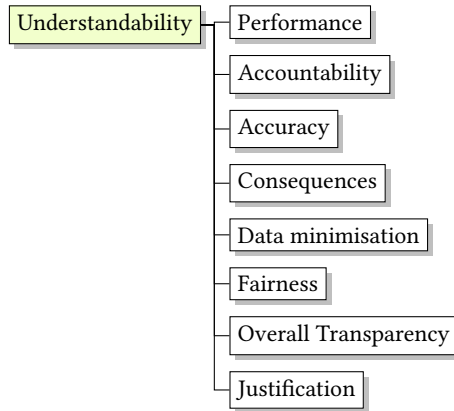 Understandability
Performance
Accountability
Accuracy
Consequences
Data minimisation
Fairness
Overall Transparency
Justification